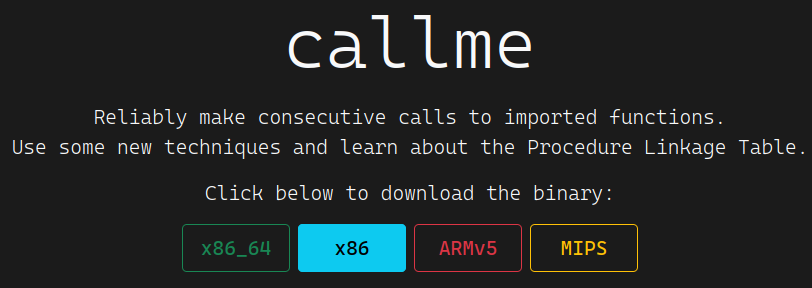 callme
Reliably make consecutive calls to imported functions.
Use some new techniques and learn about the Procedure Linkage Table.
Click below to download the binary:
x86_64 x86 ARMv5 MIPS